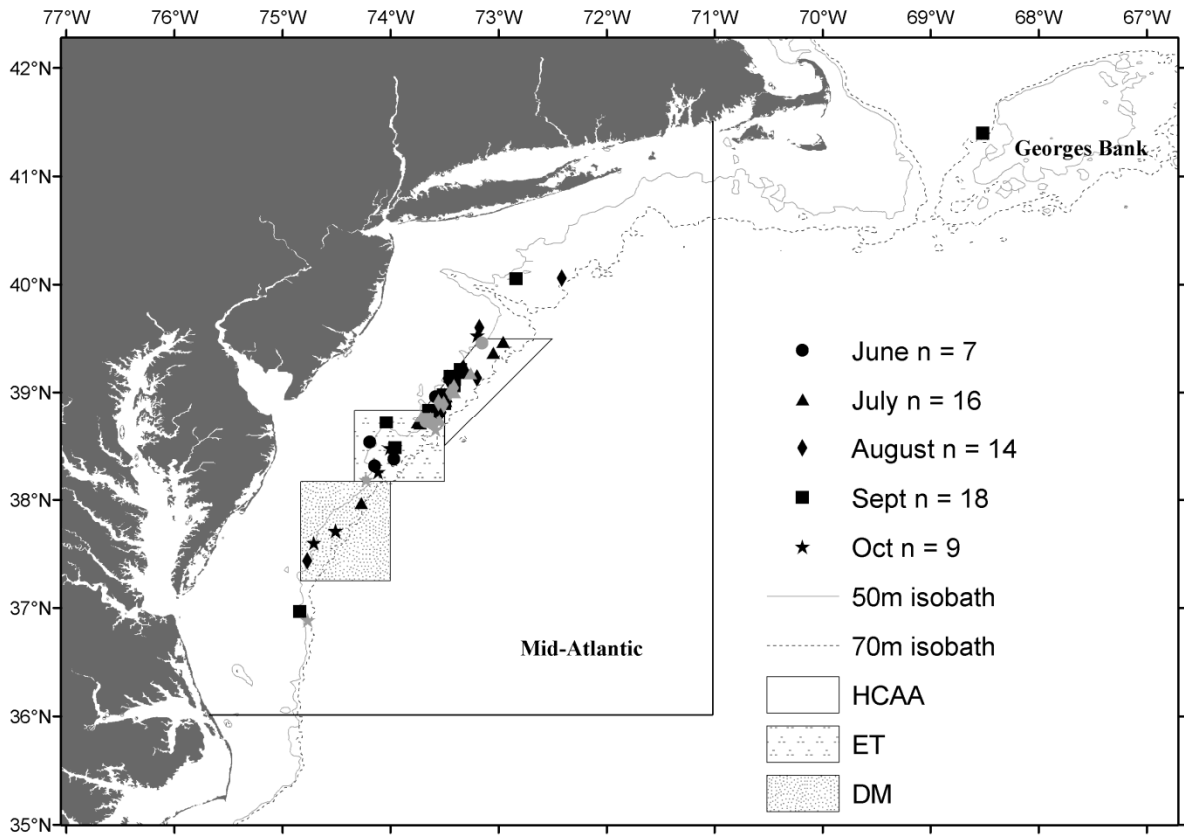 77°W 76°W 75°W 74°W 73°W 72°W 71°W 70°W 69°W 68°W 67°W
42°N
41°N
40°N
39°N
38°N
37°N
36°N
35°N
Georges Bank
Mid-Atlantic
June n = 7
July n = 16
August n = 14
Sept n = 18
Oct n = 9
50m isobath
70m isobath
HCAA
ET
DM